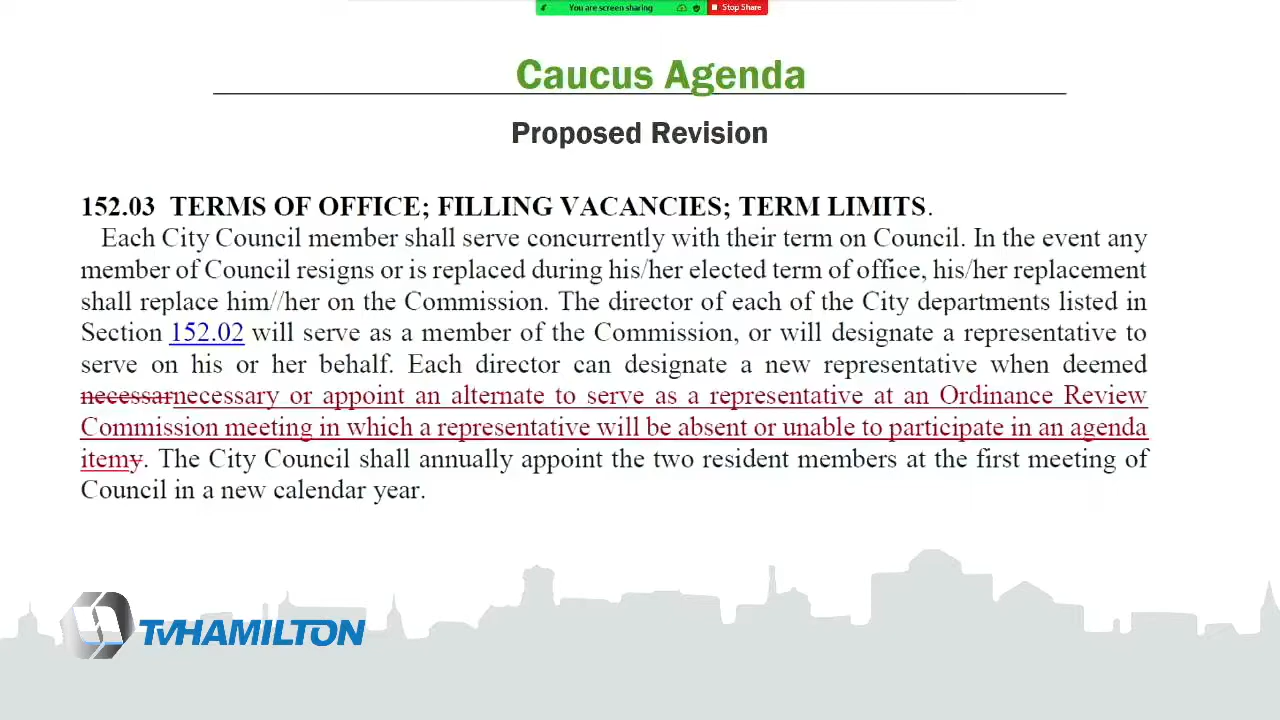 You are screen sharing
Stop Share
Caucus Agenda
Proposed Revision
152.03 TERMS OF OFFICE; FILLING VACANCIES; TERM LIMITS.
Each City Council member shall serve concurrently with their term on Council. In the event any
member of Council resigns or is replaced during his/her elected term of office, his/her replacement
shall replace him//her on the Commission. The director of each of the City departments listed in
Section 152.02 will serve as a member of the Commission, or will designate a representative to
serve on his or her behalf. Each director can designate a new representative when deemed
necessarnecessary or appoint an alternate to serve as a representative at an Ordinance Review
Commission meeting in which a representative will be absent or unable to participate in an agenda
itemy. The City Council shall annually appoint the two resident members at the first meeting of
Council in a new calendar year.
TVHAMILTON